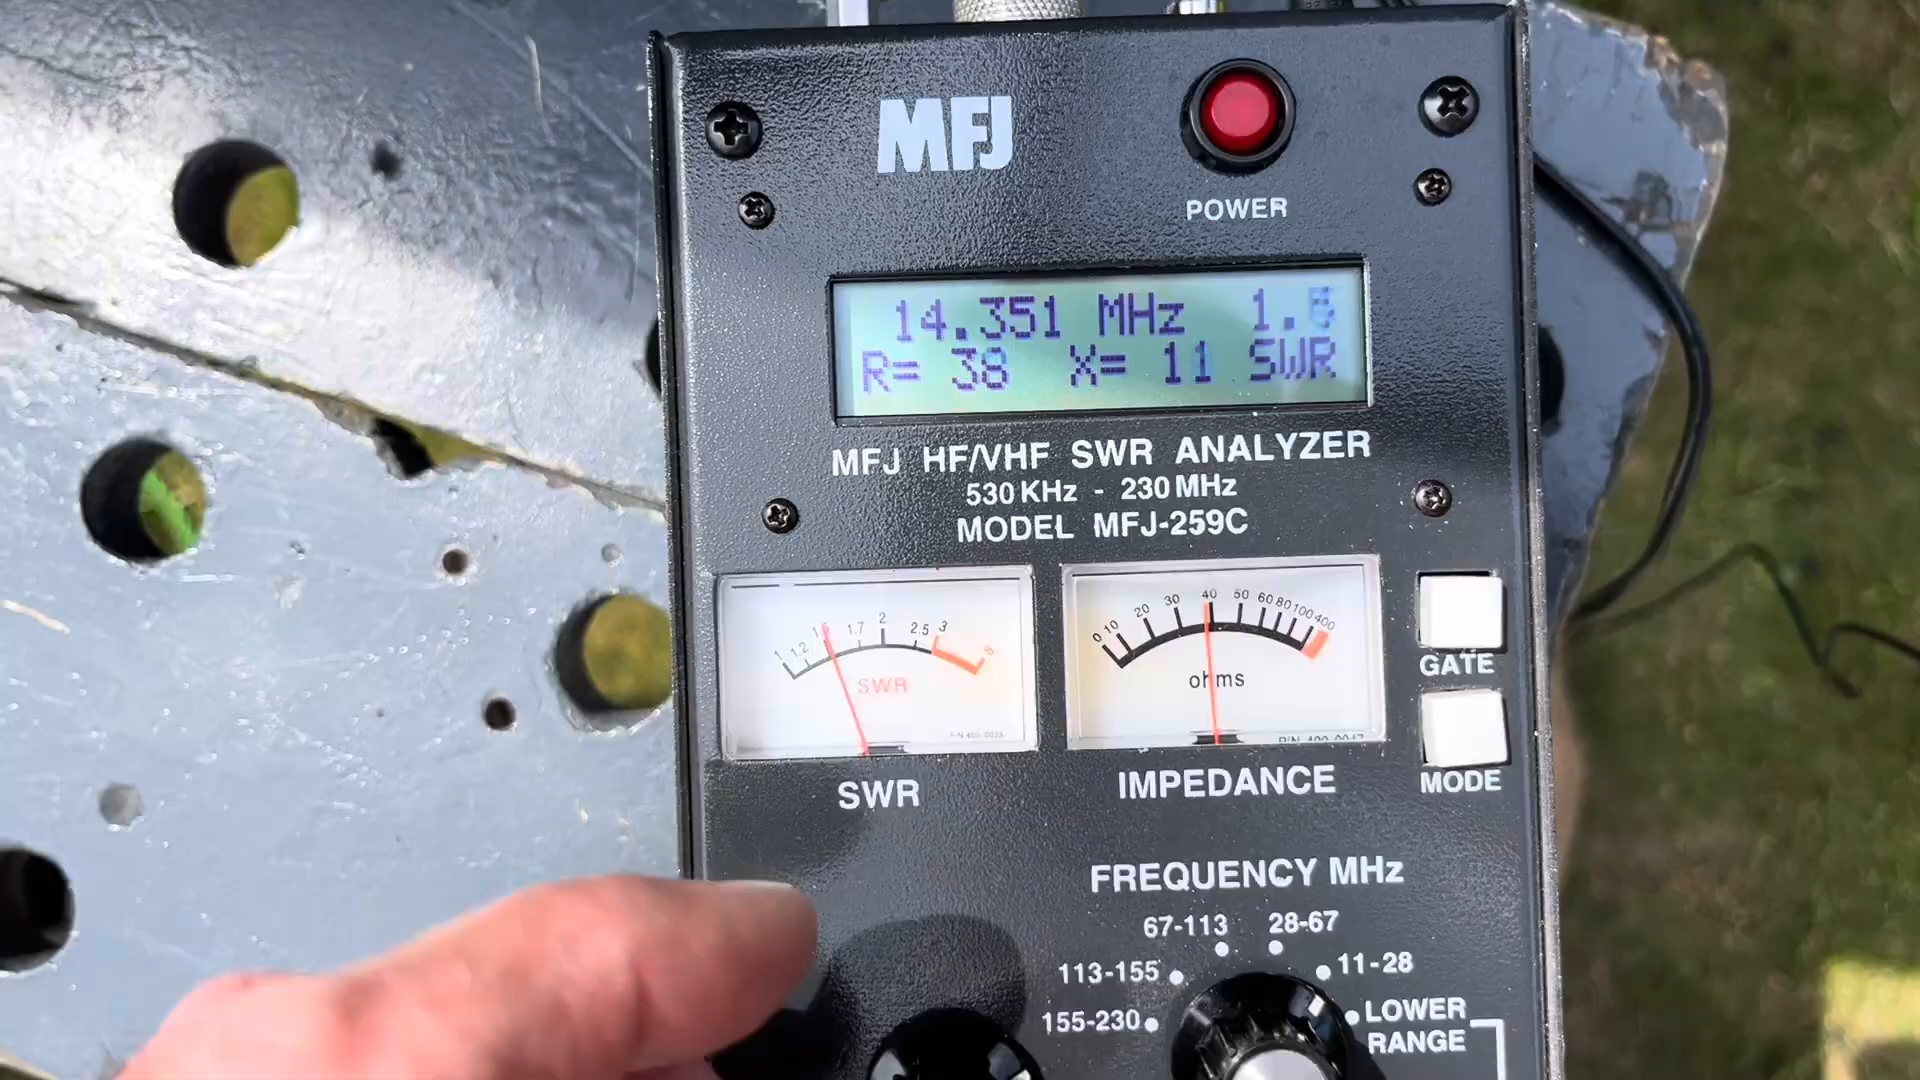 MFJ
POWER
14.351 MHz 1.5
R= 38 X= 11 SWR
MFJ HF/VHF SWR ANALYZER
530 KHz - 230 MHz
MODEL MFJ-259C
1 1.2 1.7 2 2.5 3
SWR
0 10 20 30 40 50 60 80 100 400
ohms
GATE
MODE
SWR
IMPEDANCE
FREQUENCY MHz
67-113 28-67
113-155 11-28
155-230 LOWER
RANGE